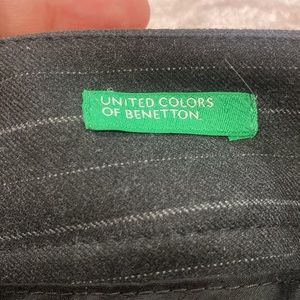 UNITED COLORS
OF BENETTON.